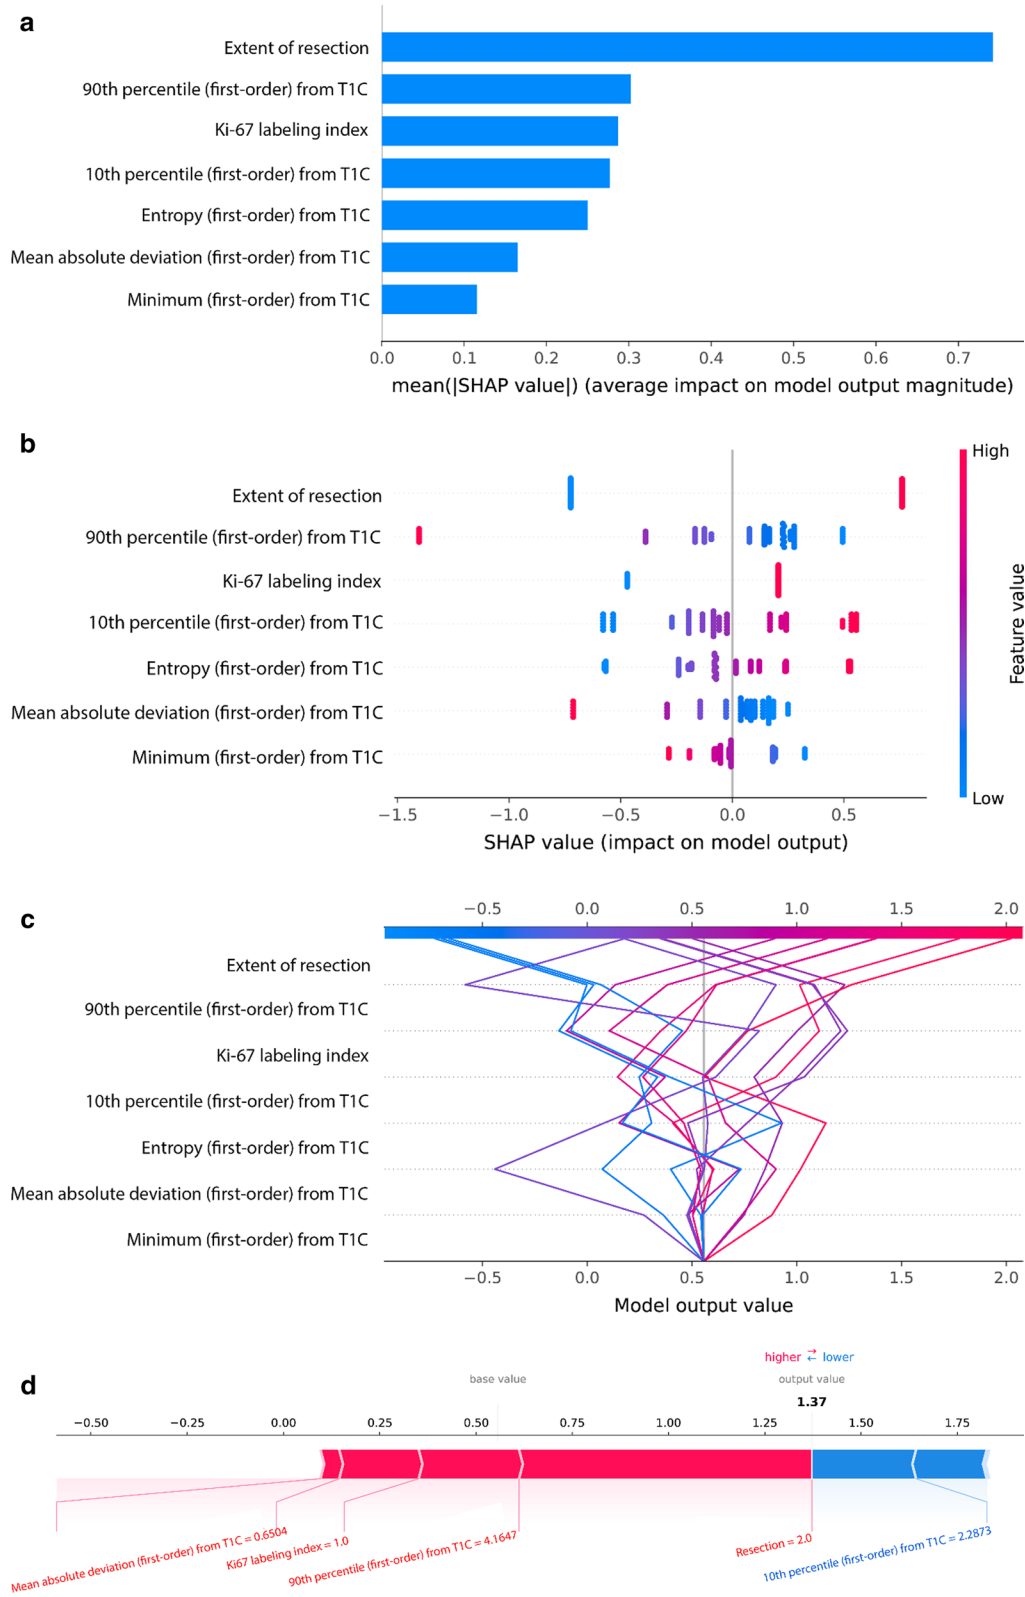 a
Extent of resection
90th percentile (first-order) from T1C
Ki-67 labeling index
10th percentile (first-order) from T1C
Entropy (first-order) from T1C
Mean absolute deviation (first-order) from T1C
Minimum (first-order) from T1C
0.0 0.1 0.2 0.3 0.4 0.5 0.6 0.7
mean(|SHAP value|) (average impact on model output magnitude)
b
High
Extent of resection
90th percentile (first-order) from T1C
Ki-67 labeling index
10th percentile (first-order) from T1C
Entropy (first-order) from T1C
Mean absolute deviation (first-order) from T1C
Minimum (first-order) from T1C
Feature value
Low
−1.5 −1.0 −0.5 0.0 0.5
SHAP value (impact on model output)
c
−0.5 0.0 0.5 1.0 1.5 2.0
Extent of resection
90th percentile (first-order) from T1C
Ki-67 labeling index
10th percentile (first-order) from T1C
Entropy (first-order) from T1C
Mean absolute deviation (first-order) from T1C
Minimum (first-order) from T1C
−0.5 0.0 0.5 1.0 1.5 2.0
Model output value
d
higher ⇄ lower
base value output value
1.37
−0.50 −0.25 0.00 0.25 0.50 0.75 1.00 1.25 1.50 1.75
Mean absolute deviation (first-order) from T1C = 0.6504
Ki67 labeling index = 1.0
90th percentile (first-order) from T1C = 4.1647
Resection = 2.0
10th percentile (first-order) from T1C = 2.2873